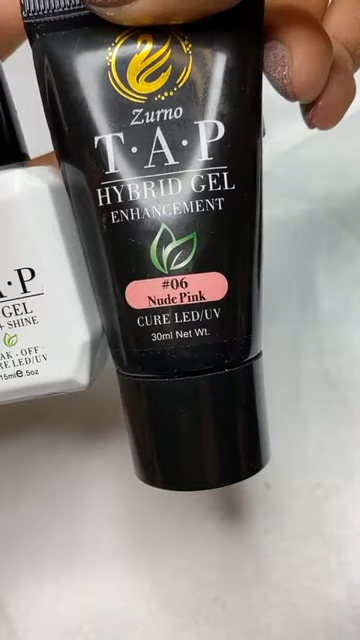 Zurno
T·A·P
HYBRID GEL
ENHANCEMENT
#06
Nude Pink
CURE LED/UV
30ml Net Wt.
A·P
GEL
+ SHINE
AK - OFF
RE LED/UV
15ml e .5oz